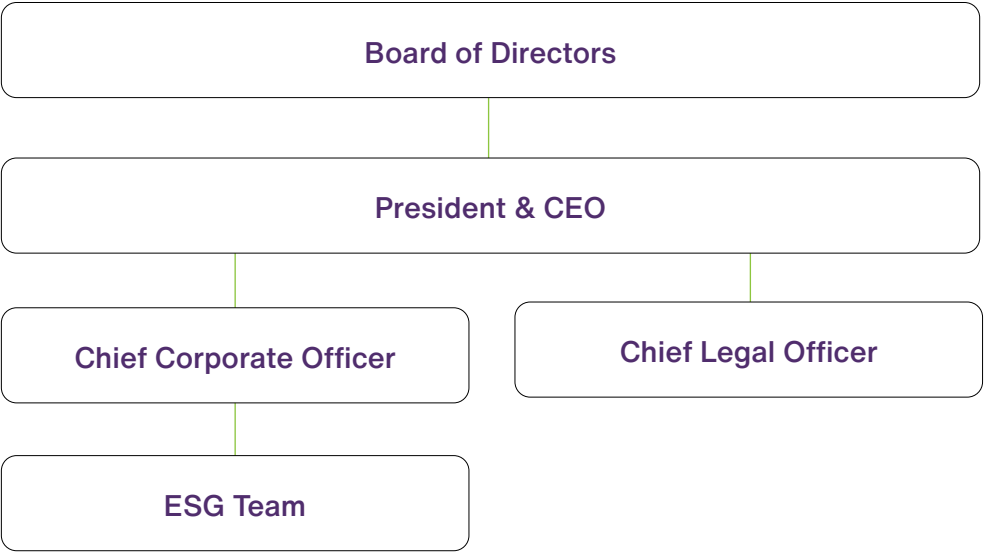 Board of Directors
President & CEO
Chief Corporate Officer
Chief Legal Officer
ESG Team